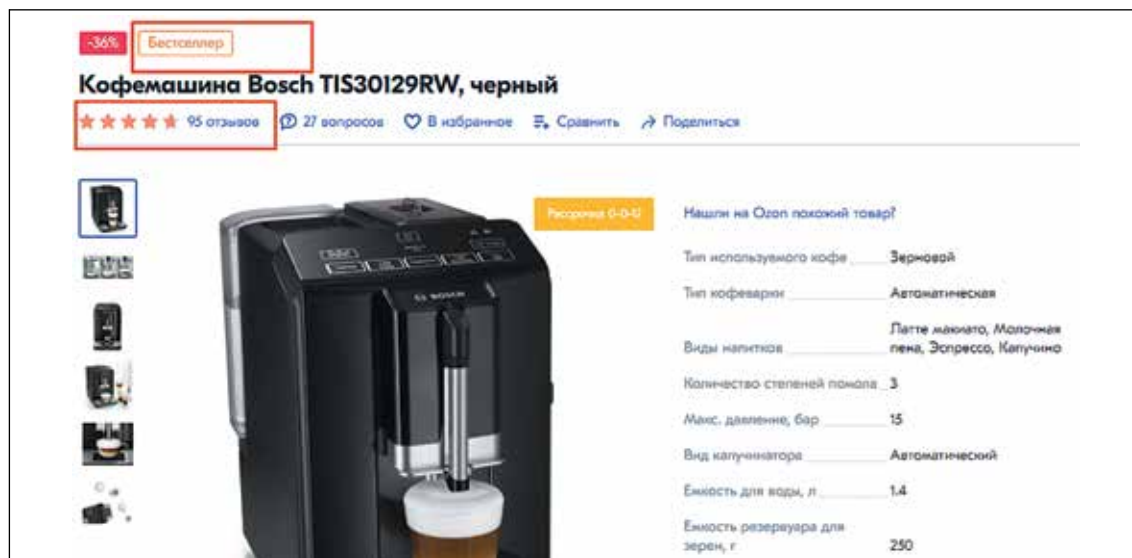 -36% Бестселлер
Кофемашина Bosch TIS30129RW, черный
95 отзывов 27 вопросов В избранное Сравнить Поделиться
Рассрочка 0-0-12 Нашли на Ozon похожий товар?
Тип используемого кофе Зерновой
Тип кофеварки Автоматическая
Виды напитков Латте макиато, Молочная
пена, Эспрессо, Капучино
Количество степеней помола 3
Макс. давление, бар 15
Вид капучинатора Автоматический
Емкость для воды, л 1.4
Емкость резервуара для
зерен, г 250
BOSCH